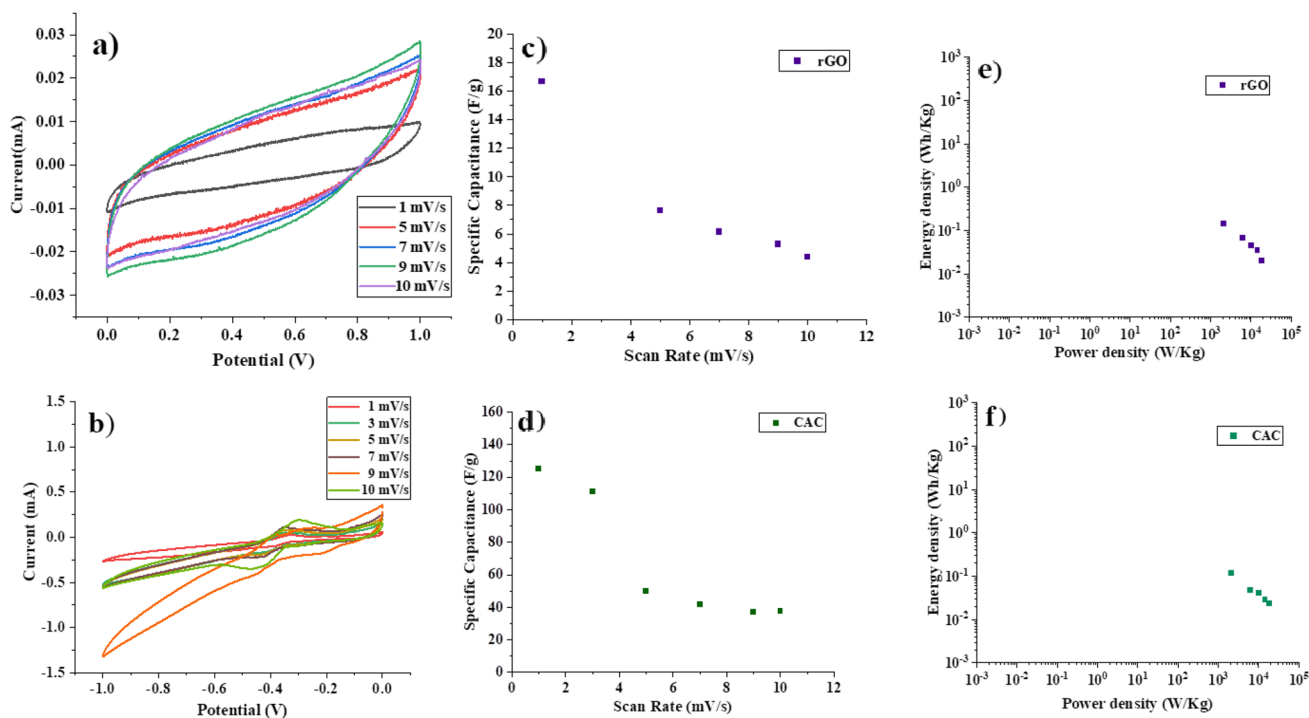 a)
0.03
0.02
0.01
0.00
-0.01
-0.02
-0.03
Current(mA)
0.0 0.2 0.4 0.6 0.8 1.0
Potential (V)
1 mV/s
5 mV/s
7 mV/s
9 mV/s
10 mV/s
c)
rGO
20
18
16
14
12
10
8
6
4
2
0
Specific Capacitance (F/g)
0 2 4 6 8 10 12
Scan Rate (mV/s)
e)
rGO
10³
10²
10¹
10⁰
10⁻¹
10⁻²
10⁻³
Energy density (Wh/Kg)
10⁻³ 10⁻² 10⁻¹ 10⁰ 10¹ 10² 10³ 10⁴ 10⁵
Power density (W/Kg)
b)
1.5
1.0
0.5
0.0
-0.5
-1.0
-1.5
Current (mA)
-1.0 -0.8 -0.6 -0.4 -0.2 0.0
Potential (V)
1 mV/s
3 mV/s
5 mV/s
7 mV/s
9 mV/s
10 mV/s
d)
CAC
160
140
120
100
80
60
40
20
0
Specific Capacitance (F/g)
0 2 4 6 8 10 12
Scan Rate (mV/s)
f)
CAC
10³
10²
10¹
10⁰
10⁻¹
10⁻²
10⁻³
Energy density (Wh/Kg)
10⁻³ 10⁻² 10⁻¹ 10⁰ 10¹ 10² 10³ 10⁴ 10⁵
Power density (W/Kg)